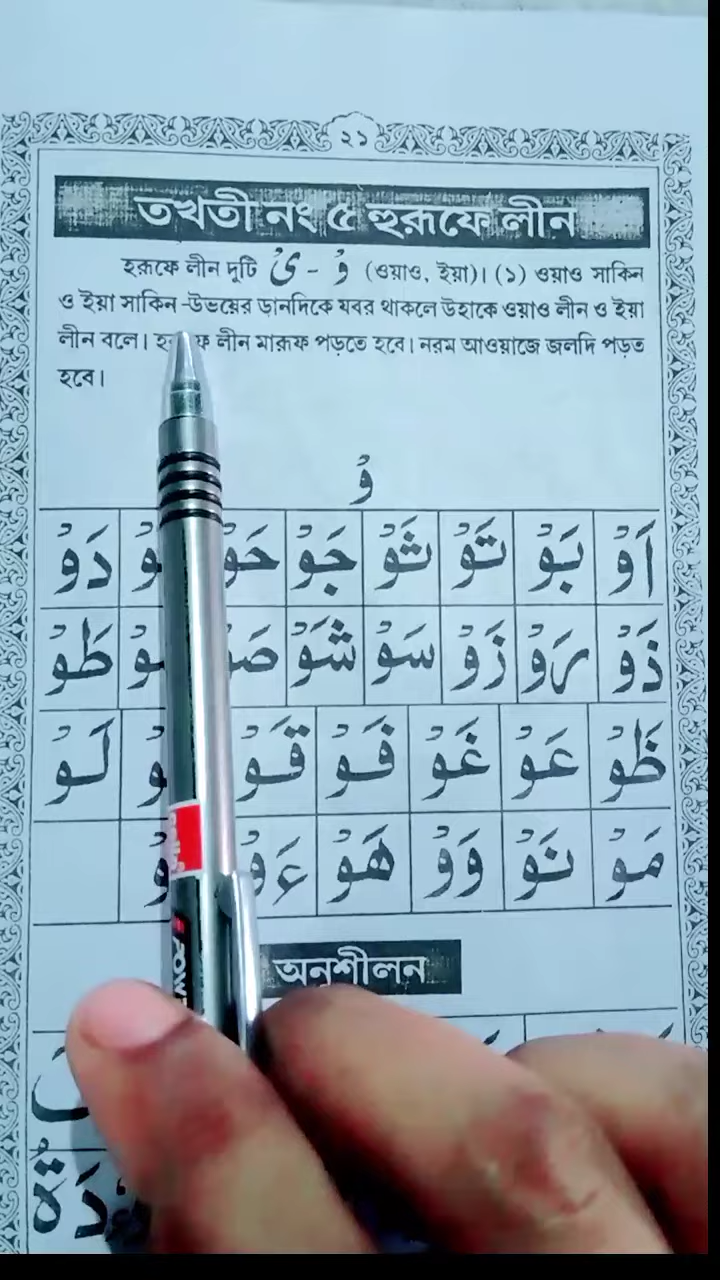 ২১
তখতী নং ৫ হুরূফে লীন
হরূফে লীন দুটি یْ - وْ (ওয়াও, ইয়া)। (১) ওয়াও সাকিন
ও ইয়া সাকিন -উভয়ের ডানদিকে যবর থাকলে উহাকে ওয়াও লীন ও ইয়া
লীন বলে। লীন মারূফ পড়তে হবে। নরম আওয়াজে জলদি পড়ত
হবে।
وْ
اَوْ بَوْ تَوْ ثَوْ جَوْ حَوْ دَوْ
ذَوْ رَوْ زَوْ سَوْ شَوْ طَوْ
ظَوْ عَوْ غَوْ فَوْ قَوْ لَوْ
مَوْ نَوْ وَوْ هَوْ ءَوْ
অনুশীলন